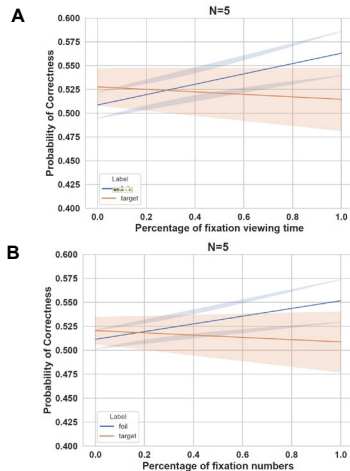 A
N=5
Probability of Correctness
0.600
0.575
0.550
0.525
0.500
0.475
0.450
0.425
0.400
Label
target
0.0 0.2 0.4 0.6 0.8 1.0
Percentage of fixation viewing time
B
N=5
Probability of Correctness
0.600
0.575
0.550
0.525
0.500
0.475
0.450
0.425
0.400
Label
foil
target
0.0 0.2 0.4 0.6 0.8 1.0
Percentage of fixation numbers